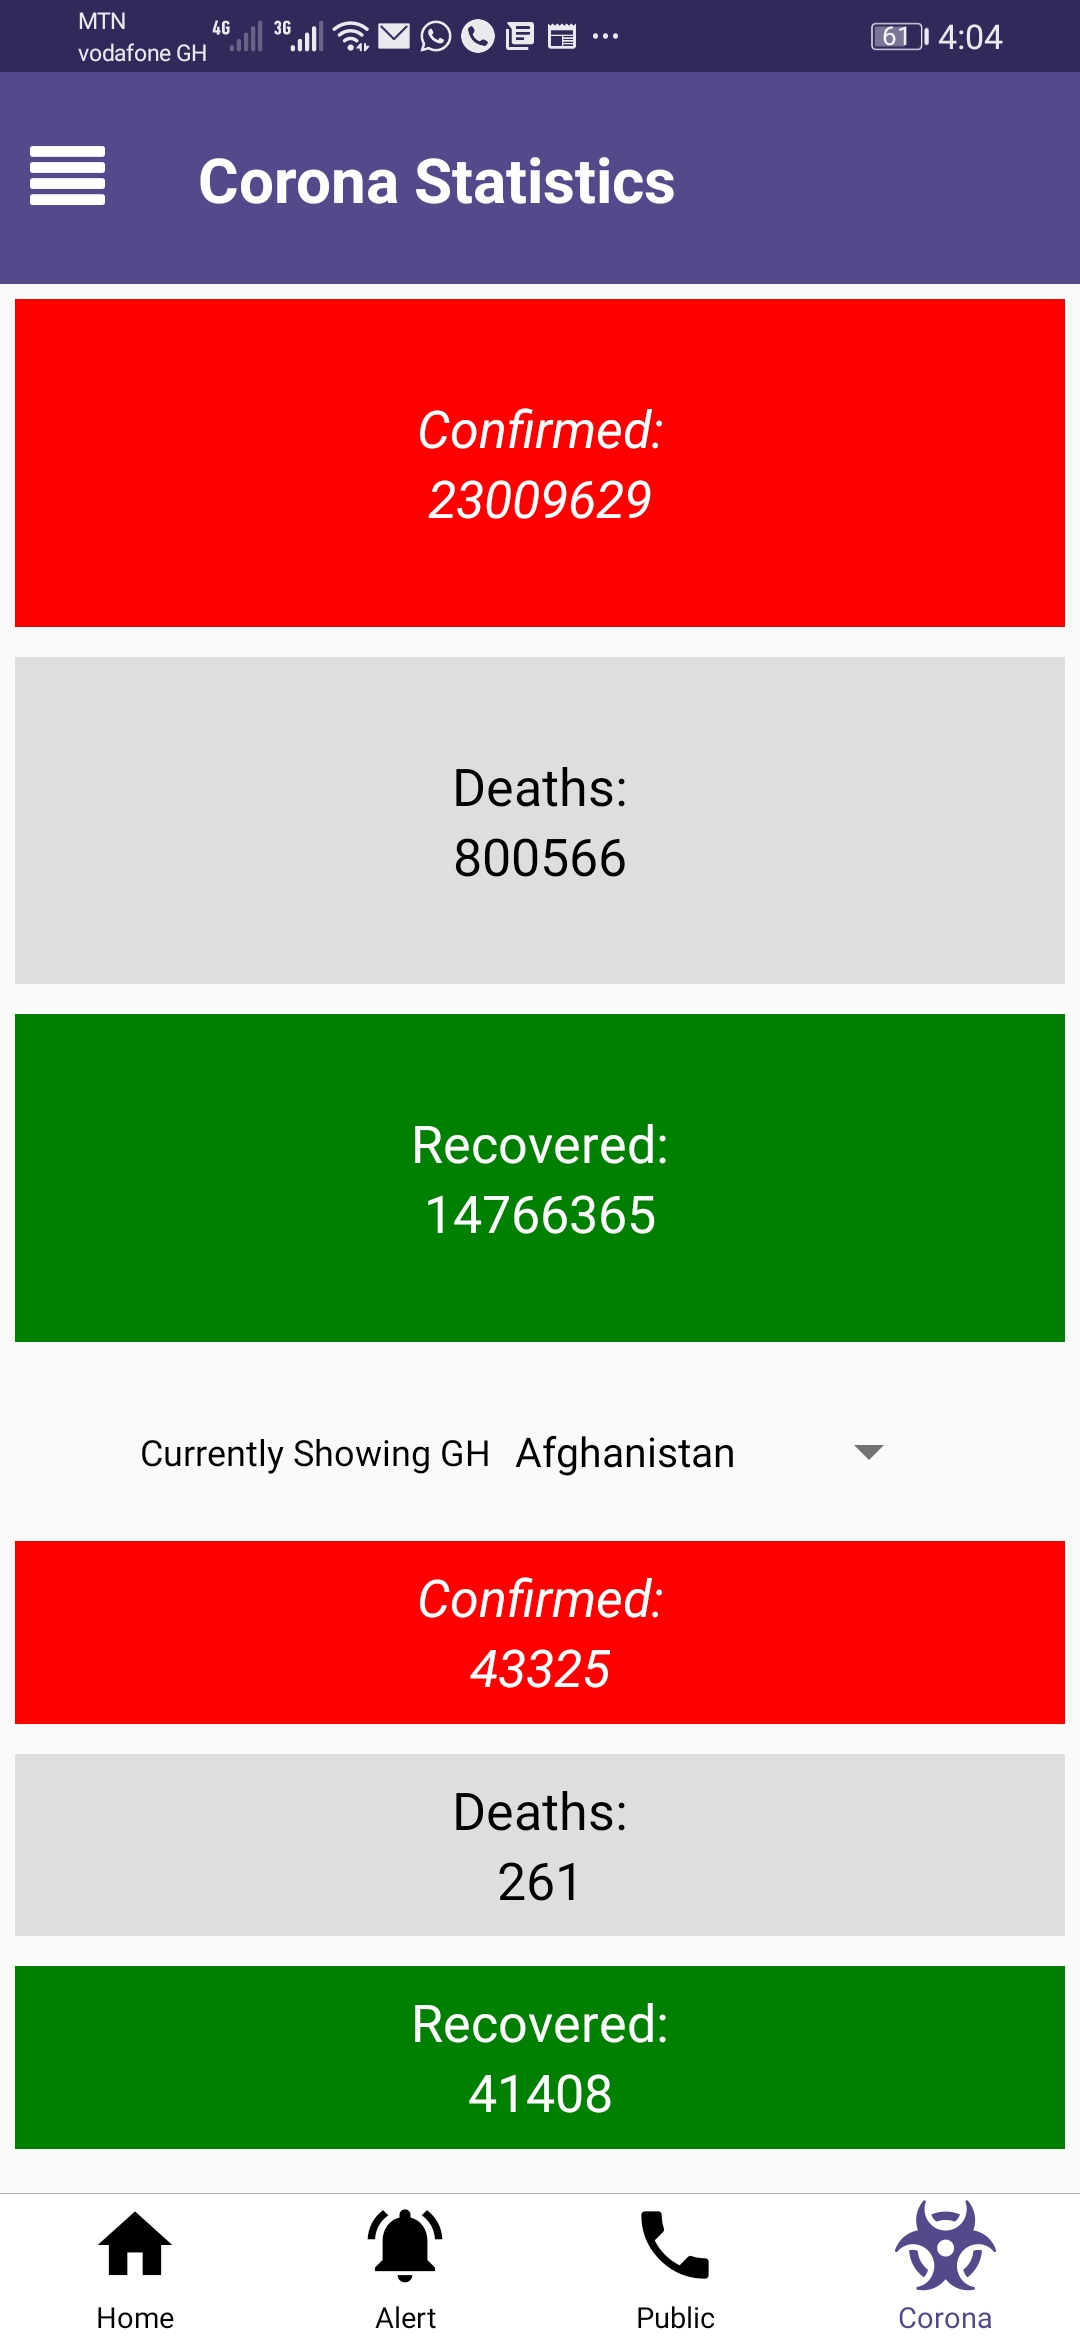 MTN
vodafone GH
4G
3G
61
4:04
Corona Statistics
Confirmed:
23009629
Deaths:
800566
Recovered:
14766365
Currently Showing GH Afghanistan
Confirmed:
43325
Deaths:
261
Recovered:
41408
Home Alert Public Corona